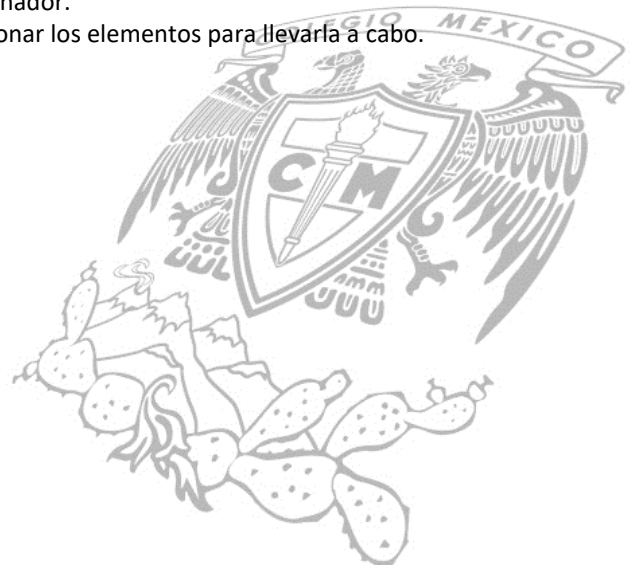 nador.
onar los elementos para llevarla a cabo.
COLEGIO MEXICO
C M